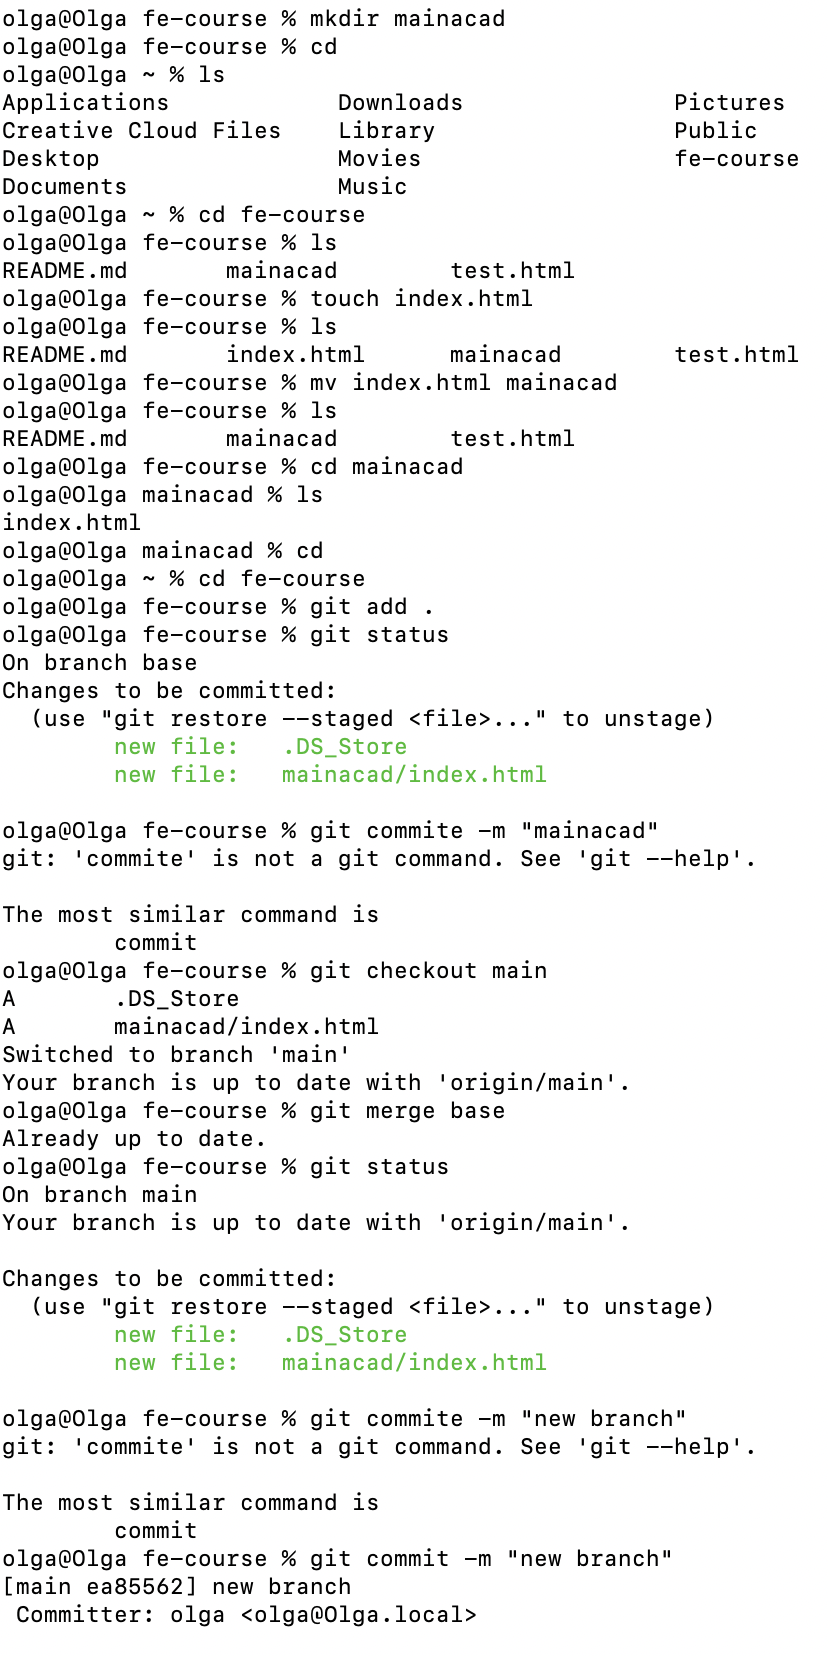 olga@Olga fe-course % mkdir mainacad
olga@Olga fe-course % cd
olga@Olga ~ % ls
Applications Downloads Pictures
Creative Cloud Files Library Public
Desktop Movies fe-course
Documents Music
olga@Olga ~ % cd fe-course
olga@Olga fe-course % ls
README.md mainacad test.html
olga@Olga fe-course % touch index.html
olga@Olga fe-course % ls
README.md index.html mainacad test.html
olga@Olga fe-course % mv index.html mainacad
olga@Olga fe-course % ls
README.md mainacad test.html
olga@Olga fe-course % cd mainacad
olga@Olga mainacad % ls
index.html
olga@Olga mainacad % cd
olga@Olga ~ % cd fe-course
olga@Olga fe-course % git add .
olga@Olga fe-course % git status
On branch base
Changes to be committed:
(use "git restore --staged <file>..." to unstage)
new file: .DS_Store
new file: mainacad/index.html
olga@Olga fe-course % git commite -m "mainacad"
git: 'commite' is not a git command. See 'git --help'.
The most similar command is
commit
olga@Olga fe-course % git checkout main
A .DS_Store
A mainacad/index.html
Switched to branch 'main'
Your branch is up to date with 'origin/main'.
olga@Olga fe-course % git merge base
Already up to date.
olga@Olga fe-course % git status
On branch main
Your branch is up to date with 'origin/main'.
Changes to be committed:
(use "git restore --staged <file>..." to unstage)
new file: .DS_Store
new file: mainacad/index.html
olga@Olga fe-course % git commite -m "new branch"
git: 'commite' is not a git command. See 'git --help'.
The most similar command is
commit
olga@Olga fe-course % git commit -m "new branch"
[main ea85562] new branch
Committer: olga <olga@Olga.local>